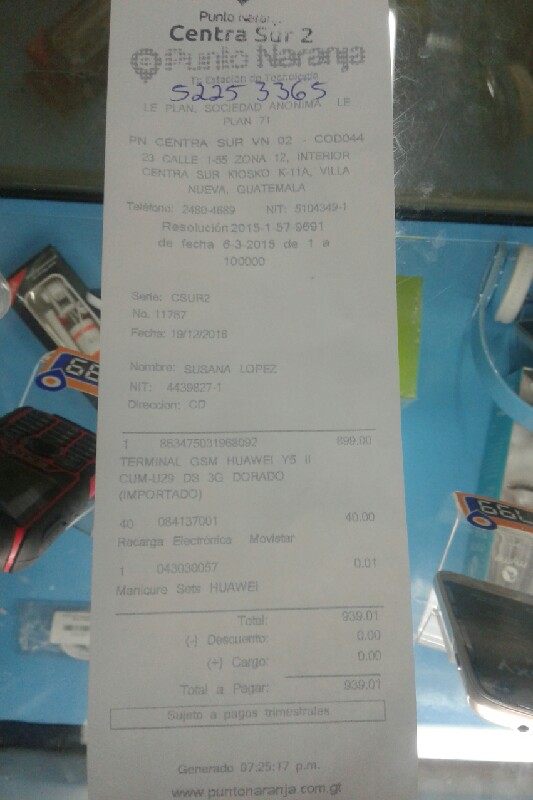 Punto Naranja
Centra Sur 2
Punto Naranja
Tu Estación de Tecnología
5225 3365
LE PLAN, SOCIEDAD ANONIMA LE
PLAN 71
PN CENTRA SUR VN 02 - COD044
23 CALLE 1-55 ZONA 12, INTERIOR
CENTRA SUR KIOSKO K-11A, VILLA
NUEVA, GUATEMALA
Teléfono: 2480-4689 NIT: 5104349-1
Resolución 2015-1-57-9691
de fecha 6-3-2015 de 1 a
100000
Serie: CSUR2
No. 11787
Fecha: 19/12/2016
Nombre: SUSANA LOPEZ
NIT: 4439827-1
Direccion: CD
1 863475031968092 899.00
TERMINAL GSM HUAWEI Y5 II
CUM-U29 DS 3G DORADO
(IMPORTADO)
40 084137001 40.00
Recarga Electrónica Movistar
1 043030057 0.01
Manicure Sets HUAWEI
Total: 939.01
(-) Descuento: 0.00
(+) Cargo: 0.00
Total a Pagar: 939.01
Sujeto a pagos trimestrales
Generado 07:25:17 p.m.
www.puntonaranja.com.gt